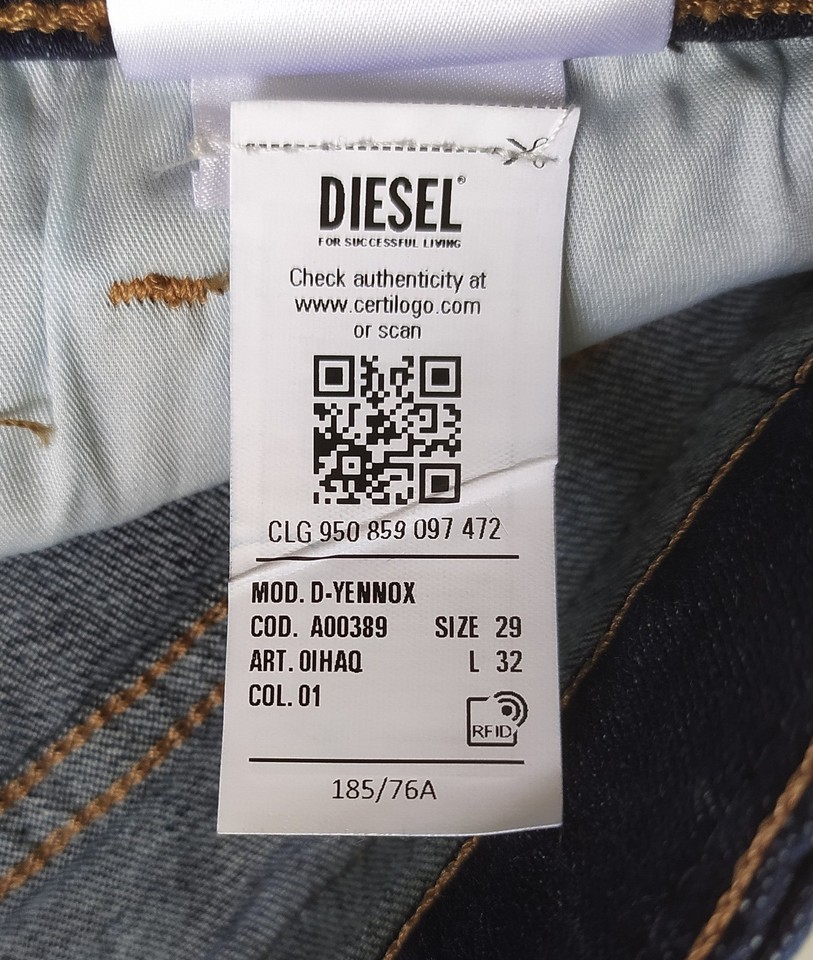 DIESEL®
FOR SUCCESSFUL LIVING
Check authenticity at
www.certilogo.com
or scan
CLG 950 859 097 472
MOD. D-YENNOX
COD. A00389 SIZE 29
ART. 0IHAQ L 32
COL. 01
RFID
185/76A